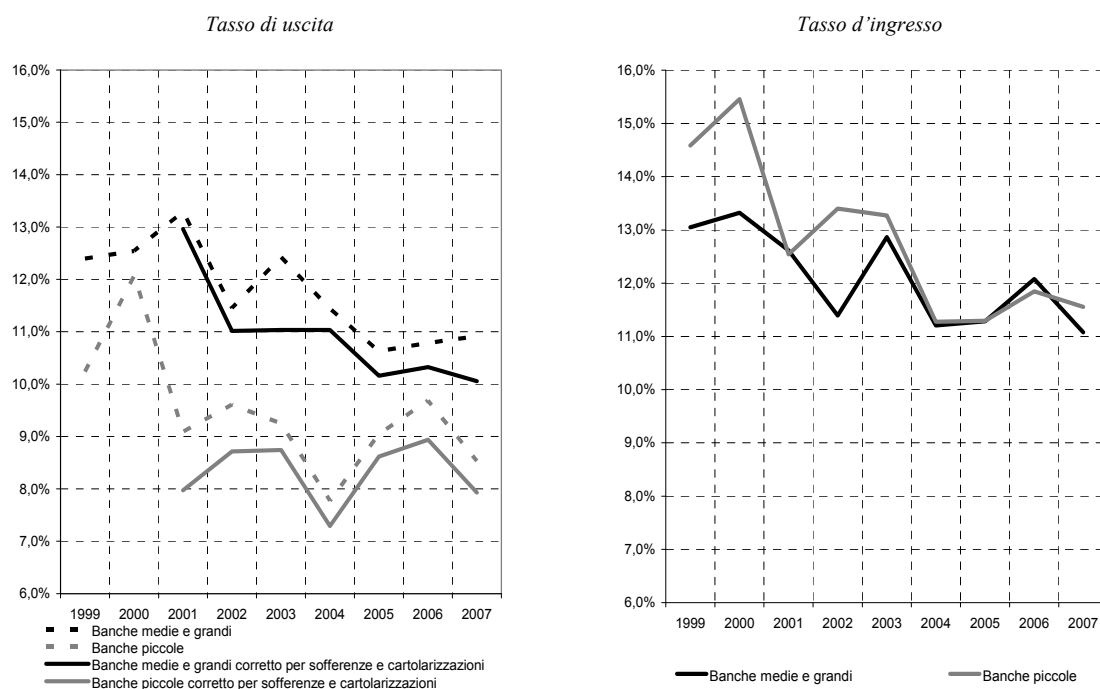 Tasso di uscita
16,0%
15,0%
14,0%
13,0%
12,0%
11,0%
10,0%
9,0%
8,0%
7,0%
6,0%
1999 2000 2001 2002 2003 2004 2005 2006 2007
Banche medie e grandi
Banche piccole
Banche medie e grandi corretto per sofferenze e cartolarizzazioni
Banche piccole corretto per sofferenze e cartolarizzazioni
Tasso d'ingresso
16,0%
15,0%
14,0%
13,0%
12,0%
11,0%
10,0%
9,0%
8,0%
7,0%
6,0%
1999 2000 2001 2002 2003 2004 2005 2006 2007
Banche medie e grandi
Banche piccole